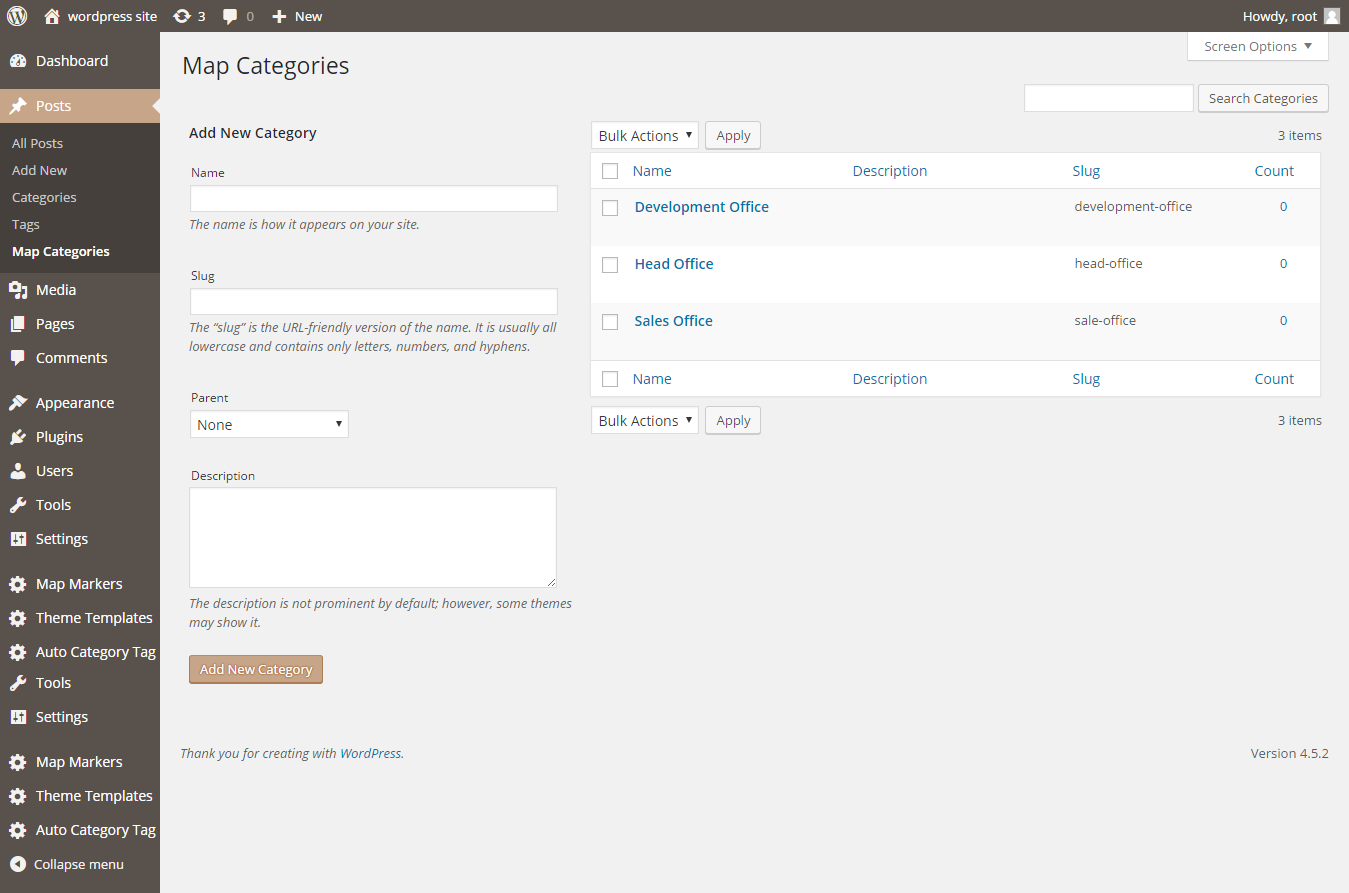 wordpress site 3 0 New Howdy, root
Dashboard
Posts
All Posts
Add New
Categories
Tags
Map Categories
Media
Pages
Comments
Appearance
Plugins
Users
Tools
Settings
Map Markers
Theme Templates
Auto Category Tag
Tools
Settings
Map Markers
Theme Templates
Auto Category Tag
Collapse menu
Screen Options
Map Categories
Search Categories
Add New Category
Name
The name is how it appears on your site.
Slug
The “slug” is the URL-friendly version of the name. It is usually all
lowercase and contains only letters, numbers, and hyphens.
Parent
None
Description
The description is not prominent by default; however, some themes
may show it.
Add New Category
Bulk Actions Apply 3 items
Name Description Slug Count
Development Office development-office 0
Head Office head-office 0
Sales Office sale-office 0
Name Description Slug Count
Bulk Actions Apply 3 items
Thank you for creating with WordPress. Version 4.5.2